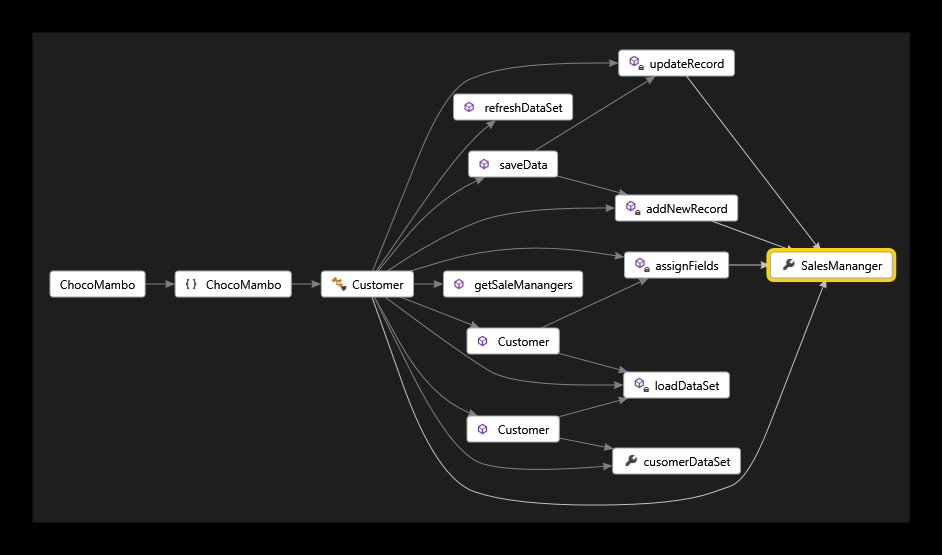 updateRecord
refreshDataSet
saveData
addNewRecord
assignFields
SalesMananger
ChocoMambo
{ } ChocoMambo
Customer
getSaleManangers
Customer
loadDataSet
Customer
cusomerDataSet